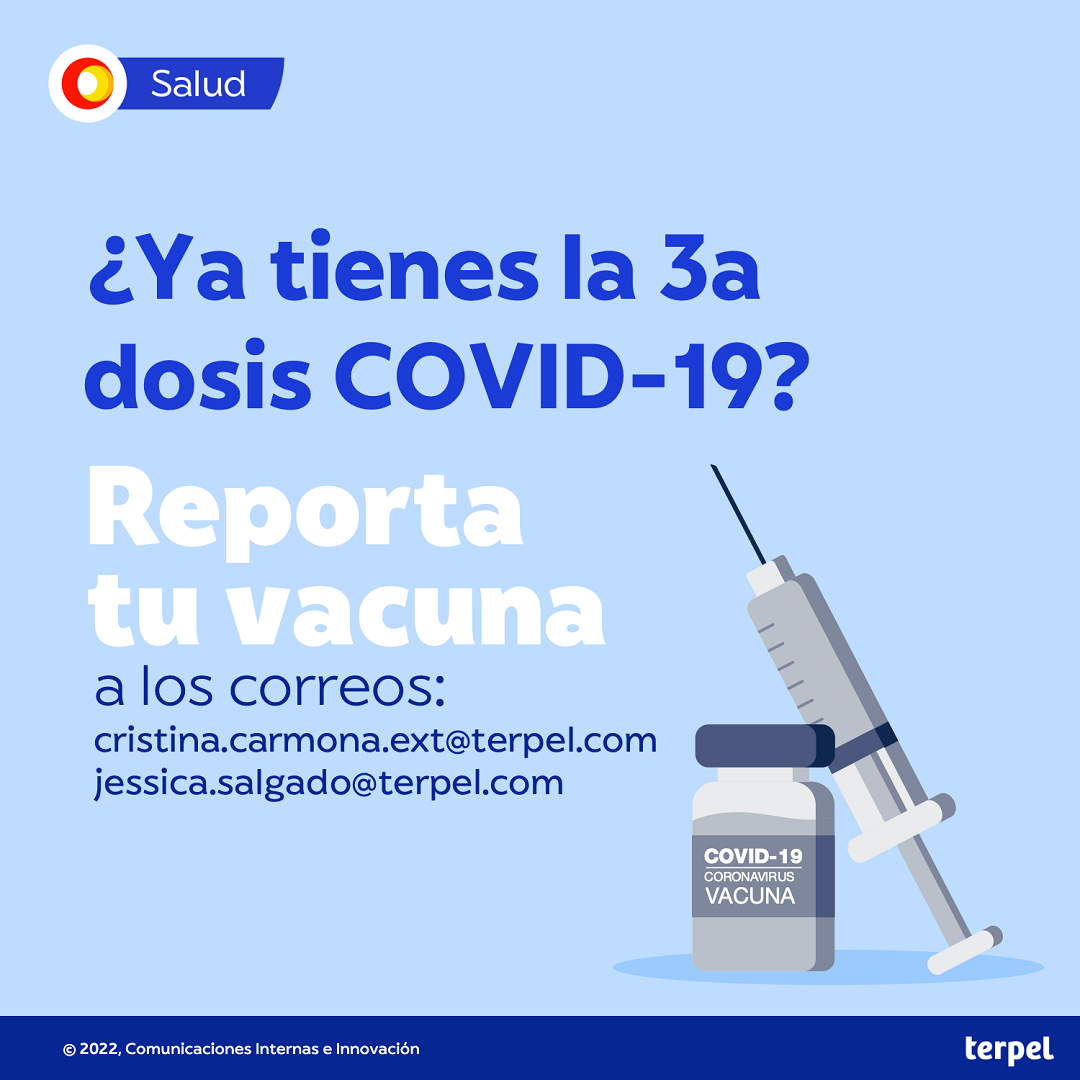 Salud
¿Ya tienes la 3a
dosis COVID-19?
Reporta
tu vacuna
a los correos:
cristina.carmona.ext@terpel.com
jessica.salgado@terpel.com
COVID-19
CORONAVIRUS
VACUNA
© 2022, Comunicaciones Internas e Innovación
terpel